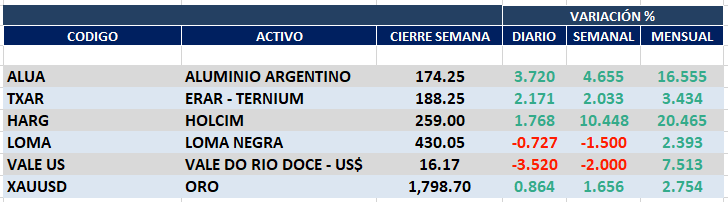 VARIACIÓN %
CODIGO ACTIVO CIERRE SEMANA DIARIO SEMANAL MENSUAL
ALUA ALUMINIO ARGENTINO 174.25 3.720 4.655 16.555
TXAR ERAR - TERNIUM 188.25 2.171 2.033 3.434
HARG HOLCIM 259.00 1.768 10.448 20.465
LOMA LOMA NEGRA 430.05 -0.727 -1.500 2.393
VALE US VALE DO RIO DOCE - US$ 16.17 -3.520 -2.000 7.513
XAUUSD ORO 1,798.70 0.864 1.656 2.754